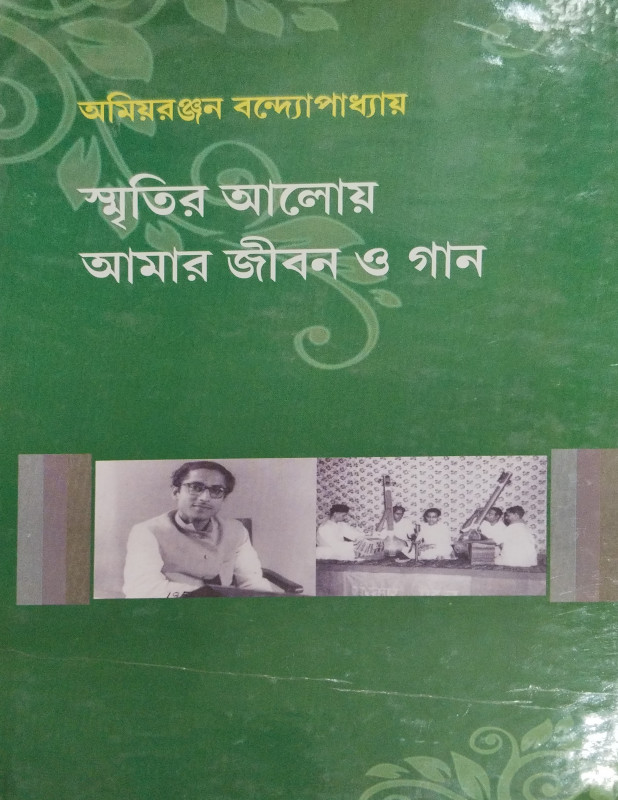 অমিয়রঞ্জন বন্দ্যোপাধ্যায়
স্মৃতির আলোয়
আমার জীবন ও গান